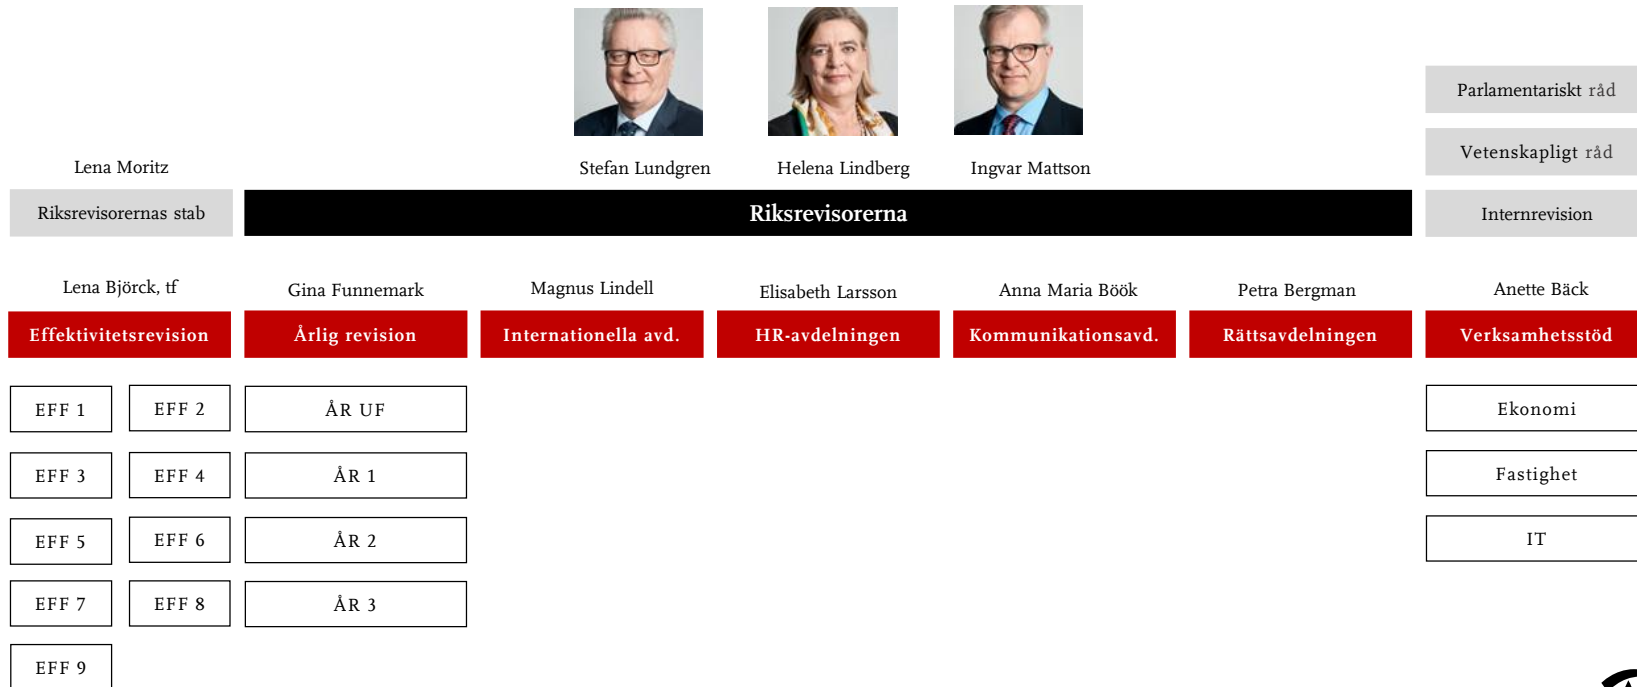 Parlamentariskt råd
Vetenskapligt råd
Lena Moritz
Stefan Lundgren
Helena Lindberg
Ingvar Mattson
Riksrevisorernas stab
Riksrevisorerna
Internrevision
Lena Björck, tf
Gina Funnemark
Magnus Lindell
Elisabeth Larsson
Anna Maria Böök
Petra Bergman
Anette Bäck
Effektivitetsrevision
Årlig revision
Internationella avd.
HR-avdelningen
Kommunikationsavd.
Rättsavdelningen
Verksamhetsstöd
EFF 1
EFF 2
ÅR UF
Ekonomi
EFF 3
EFF 4
ÅR 1
Fastighet
EFF 5
EFF 6
ÅR 2
IT
EFF 7
EFF 8
ÅR 3
EFF 9